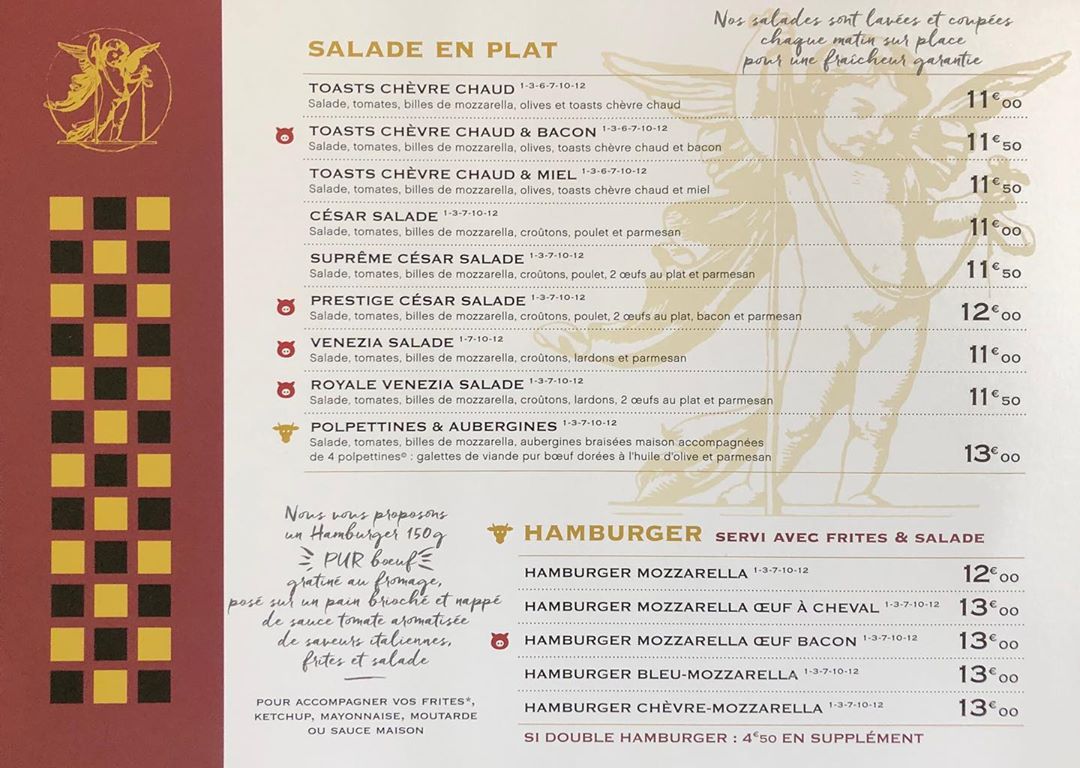 Nos salades sont lavées et coupées
chaque matin sur place
pour une fraîcheur garantie
SALADE EN PLAT
TOASTS CHÈVRE CHAUD 1-3-6-7-10-12
Salade, tomates, billes de mozzarella, olives et toasts chèvre chaud 11€00
TOASTS CHÈVRE CHAUD & BACON 1-3-6-7-10-12
Salade, tomates, billes de mozzarella, olives, toasts chèvre chaud et bacon 11€50
TOASTS CHÈVRE CHAUD & MIEL 1-3-6-7-10-12
Salade, tomates, billes de mozzarella, olives, toasts chèvre chaud et miel 11€50
CÉSAR SALADE 1-3-7-10-12
Salade, tomates, billes de mozzarella, croûtons, poulet et parmesan 11€00
SUPRÊME CÉSAR SALADE 1-3-7-10-12
Salade, tomates, billes de mozzarella, croûtons, poulet, 2 œufs au plat et parmesan 11€50
PRESTIGE CÉSAR SALADE 1-3-7-10-12
Salade, tomates, billes de mozzarella, croûtons, poulet, 2 œufs au plat, bacon et parmesan 12€00
VENEZIA SALADE 1-7-10-12
Salade, tomates, billes de mozzarella, croûtons, lardons et parmesan 11€00
ROYALE VENEZIA SALADE 1-3-7-10-12
Salade, tomates, billes de mozzarella, croûtons, lardons, 2 œufs au plat et parmesan 11€50
POLPETTINES & AUBERGINES 1-3-7-10-12
Salade, tomates, billes de mozzarella, aubergines braisées maison accompagnées
de 4 polpettines© : galettes de viande pur bœuf dorées à l'huile d'olive et parmesan 13€00
Nous vous proposons
un Hamburger 150g
PUR bœuf
gratiné au fromage,
posé sur un pain brioché et nappé
de sauce tomate aromatisée
de saveurs italiennes,
frites et salade
POUR ACCOMPAGNER VOS FRITES*,
KETCHUP, MAYONNAISE, MOUTARDE
OU SAUCE MAISON
HAMBURGER SERVI AVEC FRITES & SALADE
HAMBURGER MOZZARELLA 1-3-7-10-12 12€00
HAMBURGER MOZZARELLA ŒUF À CHEVAL 1-3-7-10-12 13€00
HAMBURGER MOZZARELLA ŒUF BACON 1-3-7-10-12 13€00
HAMBURGER BLEU-MOZZARELLA 1-3-7-10-12 13€00
HAMBURGER CHÈVRE-MOZZARELLA 1-3-7-10-12 13€00
SI DOUBLE HAMBURGER : 4€50 EN SUPPLÉMENT